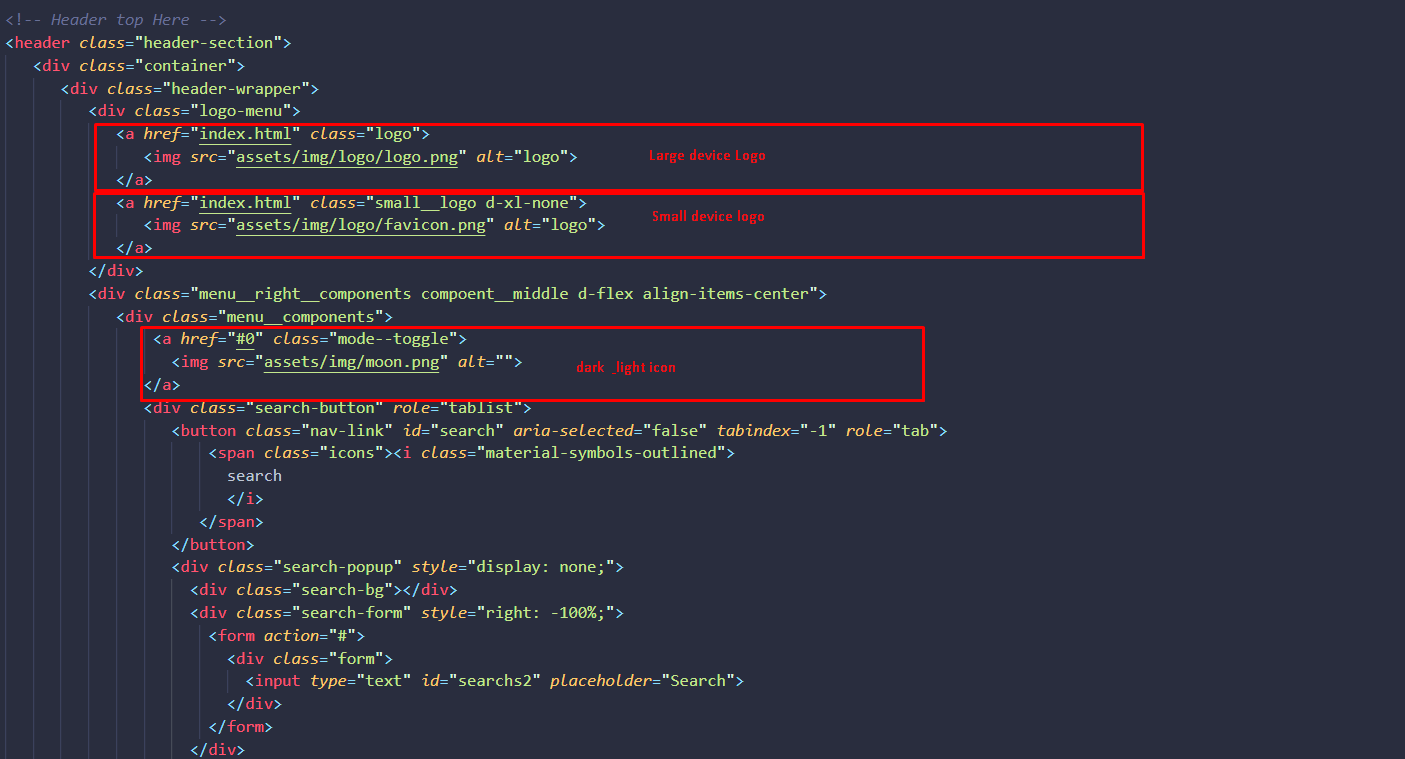 <!-- Header top Here -->
<header class="header-section">
<div class="container">
<div class="header-wrapper">
<div class="logo-menu">
<a href="index.html" class="logo">
<img src="assets/img/logo/logo.png" alt="logo"> Large device Logo
</a>
<a href="index.html" class="small__logo d-xl-none">
Small device logo
<img src="assets/img/logo/favicon.png" alt="logo">
</a>
</div>
<div class="menu__right__components compoent__middle d-flex align-items-center">
<div class="menu__components">
<a href="#0" class="mode--toggle">
<img src="assets/img/moon.png" alt=""> dark _light icon
</a>
<div class="search-button" role="tablist">
<button class="nav-link" id="search" aria-selected="false" tabindex="-1" role="tab">
<span class="icons"><i class="material-symbols-outlined">
search
</i>
</span>
</button>
<div class="search-popup" style="display: none;">
<div class="search-bg"></div>
<div class="search-form" style="right: -100%;">
<form action="#">
<div class="form">
<input type="text" id="searchs2" placeholder="Search">
</div>
</form>
</div>